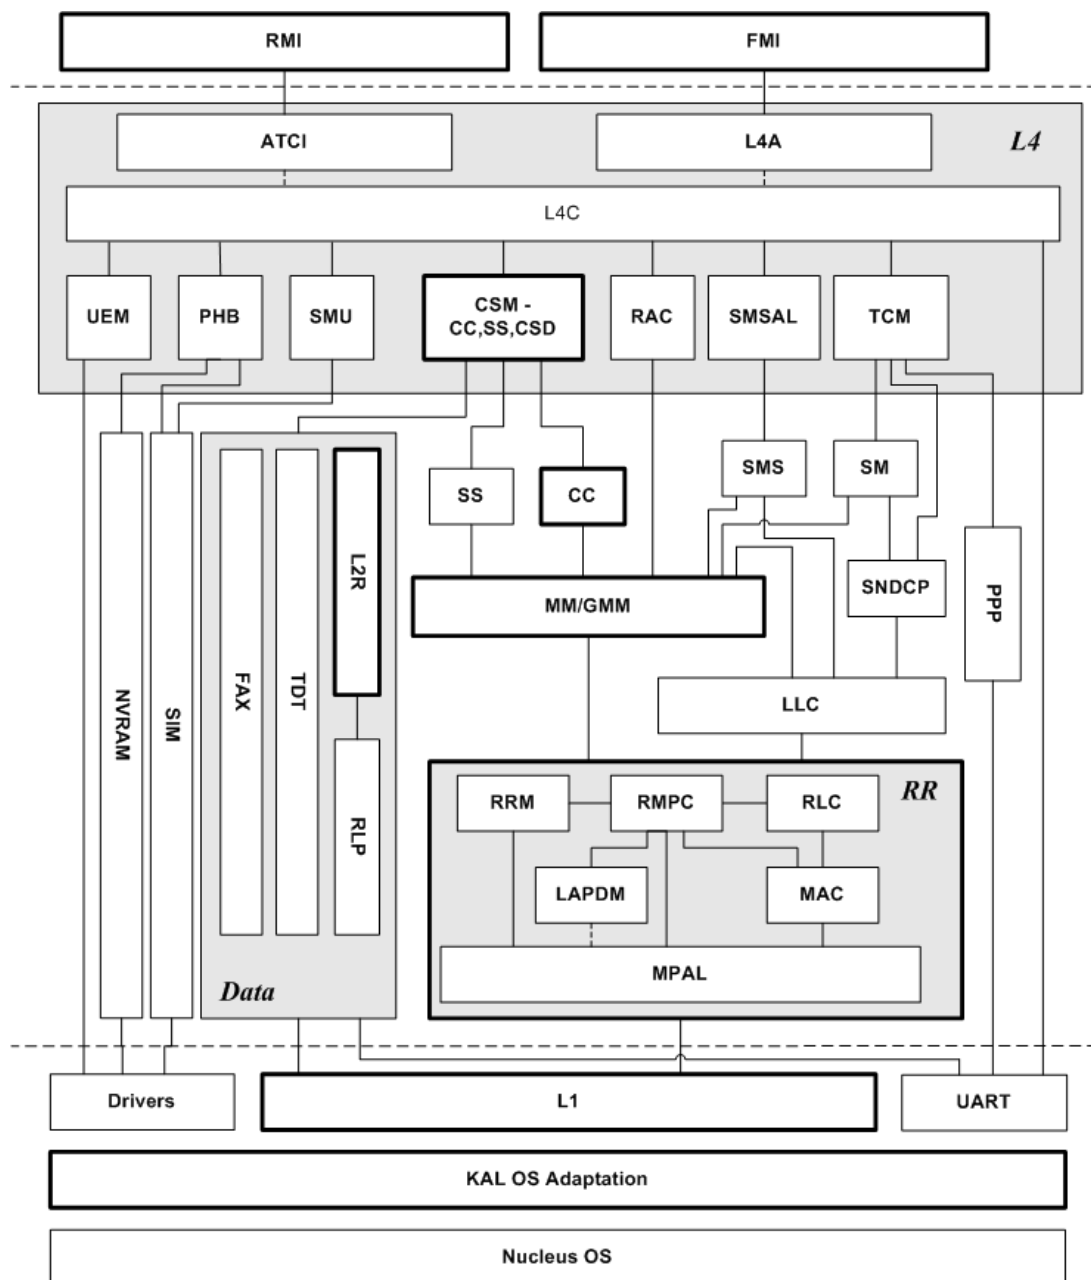 RMI
FMI
ATCI
L4A
L4
L4C
UEM
PHB
SMU
CSM -
CC,SS,CSD
RAC
SMSAL
TCM
SS
CC
SMS
SM
NVRAM
SIM
FAX
TDT
L2R
RLP
Data
MM/GMM
SNDCP
PPP
LLC
RR
RRM
RMPC
RLC
LAPDM
MAC
MPAL
Drivers
L1
UART
KAL OS Adaptation
Nucleus OS